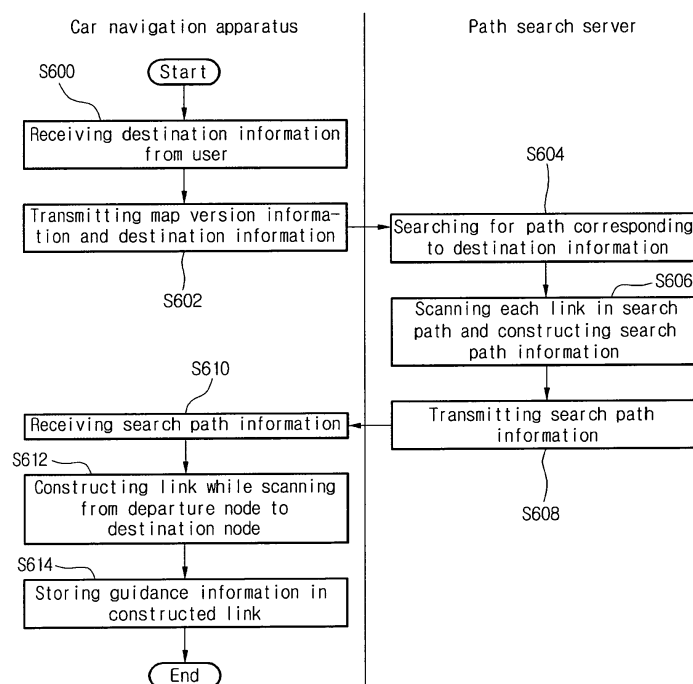 Car navigation apparatus
Path search server
S600
Start
Receiving destination information
from user
Transmitting map version informa-
tion and destination information
S602
S604
Searching for path corresponding
to destination information
S606
Scanning each link in search
path and constructing search
path information
Transmitting search path
information
S608
S610
Receiving search path information
S612
Constructing link while scanning
from departure node to
destination node
S614
Storing guidance information in
constructed link
End